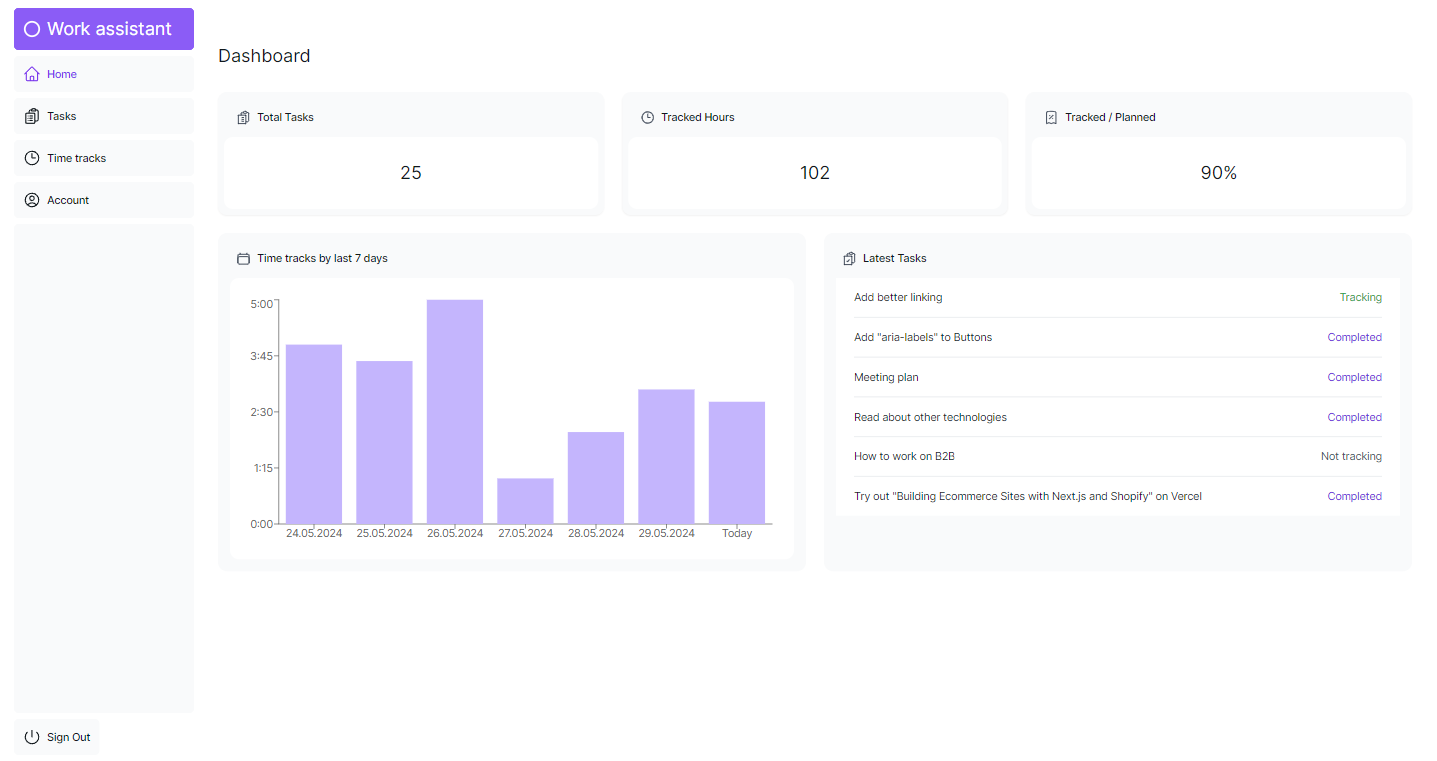 Work assistant
Home
Tasks
Time tracks
Account
Sign Out
Dashboard
Total Tasks
25
Tracked Hours
102
Tracked / Planned
90%
Time tracks by last 7 days
5:00
3:45
2:30
1:15
0:00
24.05.2024 25.05.2024 26.05.2024 27.05.2024 28.05.2024 29.05.2024 Today
Latest Tasks
Add better linking Tracking
Add "aria-labels" to Buttons Completed
Meeting plan Completed
Read about other technologies Completed
How to work on B2B Not tracking
Try out "Building Ecommerce Sites with Next.js and Shopify" on Vercel Completed